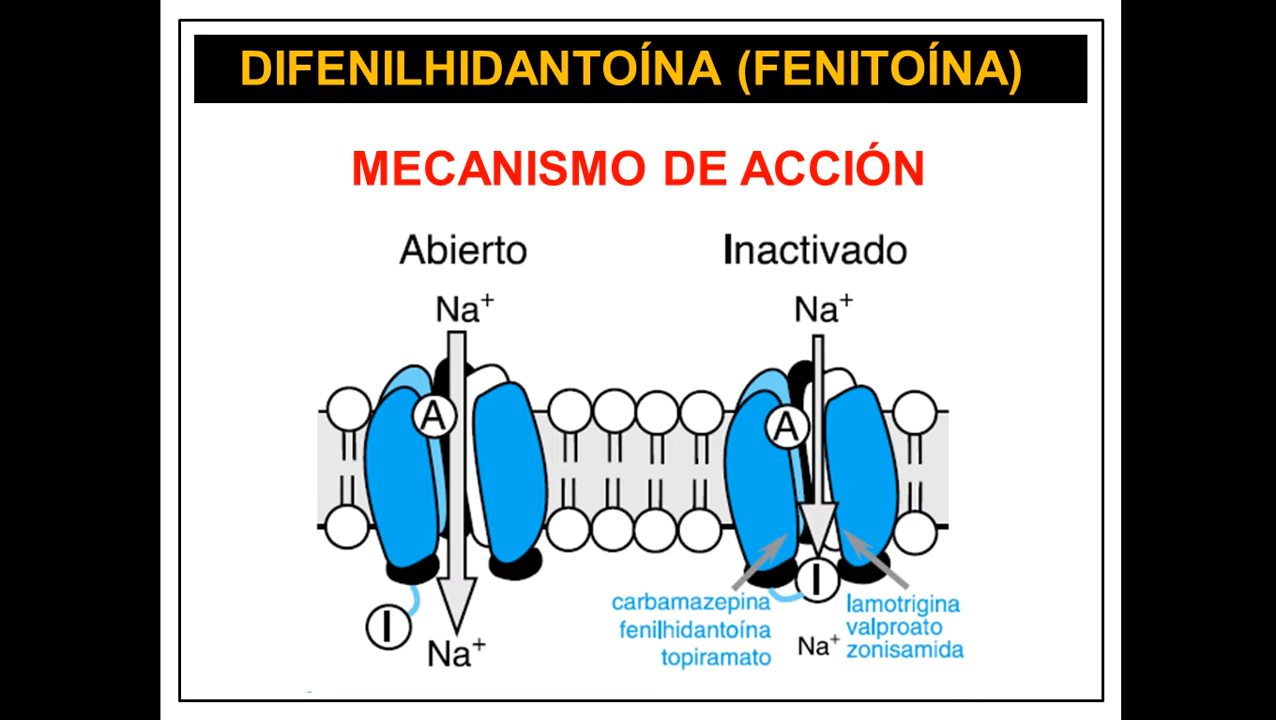 DIFENILHIDANTOÍNA (FENITOÍNA)
MECANISMO DE ACCIÓN
Abierto
Inactivado
Na⁺
Na⁺
A
A
I
I
Na⁺
carbamazepina
fenilhidantoína
topiramato
Na⁺
lamotrigina
valproato
zonisamida